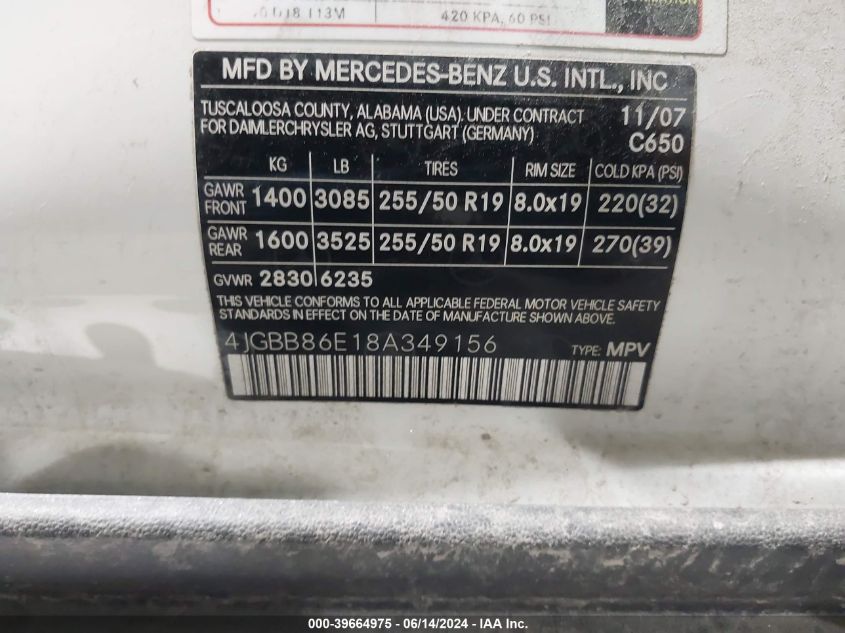 420 KPA, 60 PSI
MFD BY MERCEDES-BENZ U.S. INTL., INC
TUSCALOOSA COUNTY, ALABAMA (USA). UNDER CONTRACT 11/07
FOR DAIMLERCHRYSLER AG, STUTTGART (GERMANY) C650
KG LB TIRES RIM SIZE COLD KPA (PSI)
GAWR FRONT 1400 3085 255/50 R19 8.0x19 220(32)
GAWR REAR 1600 3525 255/50 R19 8.0x19 270(39)
GVWR 2830 6235
THIS VEHICLE CONFORMS TO ALL APPLICABLE FEDERAL MOTOR VEHICLE SAFETY
STANDARDS IN EFFECT ON THE DATE OF MANUFACTURE SHOWN ABOVE.
4JGBB86E18A349156 TYPE: MPV
000-39664975 - 06/14/2024 - IAA Inc.